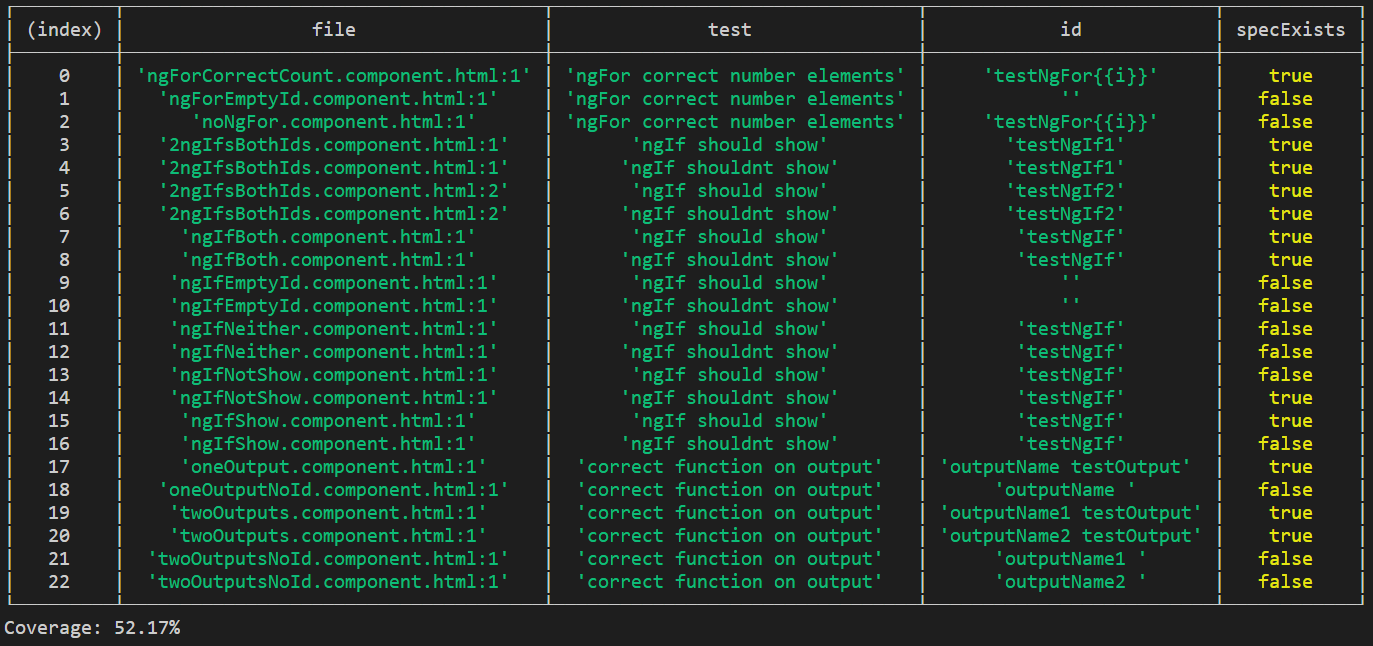 (index) file test id specExists
0 'ngForCorrectCount.component.html:1' 'ngFor correct number elements' 'testNgFor{{i}}' true
1 'ngForEmptyId.component.html:1' 'ngFor correct number elements' '' false
2 'noNgFor.component.html:1' 'ngFor correct number elements' 'testNgFor{{i}}' false
3 '2ngIfsBothIds.component.html:1' 'ngIf should show' 'testNgIf1' true
4 '2ngIfsBothIds.component.html:1' 'ngIf shouldnt show' 'testNgIf1' true
5 '2ngIfsBothIds.component.html:2' 'ngIf should show' 'testNgIf2' true
6 '2ngIfsBothIds.component.html:2' 'ngIf shouldnt show' 'testNgIf2' true
7 'ngIfBoth.component.html:1' 'ngIf should show' 'testNgIf' true
8 'ngIfBoth.component.html:1' 'ngIf shouldnt show' 'testNgIf' true
9 'ngIfEmptyId.component.html:1' 'ngIf should show' '' false
10 'ngIfEmptyId.component.html:1' 'ngIf shouldnt show' '' false
11 'ngIfNeither.component.html:1' 'ngIf should show' 'testNgIf' false
12 'ngIfNeither.component.html:1' 'ngIf shouldnt show' 'testNgIf' false
13 'ngIfNotShow.component.html:1' 'ngIf should show' 'testNgIf' false
14 'ngIfNotShow.component.html:1' 'ngIf shouldnt show' 'testNgIf' true
15 'ngIfShow.component.html:1' 'ngIf should show' 'testNgIf' true
16 'ngIfShow.component.html:1' 'ngIf shouldnt show' 'testNgIf' false
17 'oneOutput.component.html:1' 'correct function on output' 'outputName testOutput' true
18 'oneOutputNoId.component.html:1' 'correct function on output' 'outputName ' false
19 'twoOutputs.component.html:1' 'correct function on output' 'outputName1 testOutput' true
20 'twoOutputs.component.html:1' 'correct function on output' 'outputName2 testOutput' true
21 'twoOutputsNoId.component.html:1' 'correct function on output' 'outputName1 ' false
22 'twoOutputsNoId.component.html:1' 'correct function on output' 'outputName2 ' false
Coverage: 52.17%